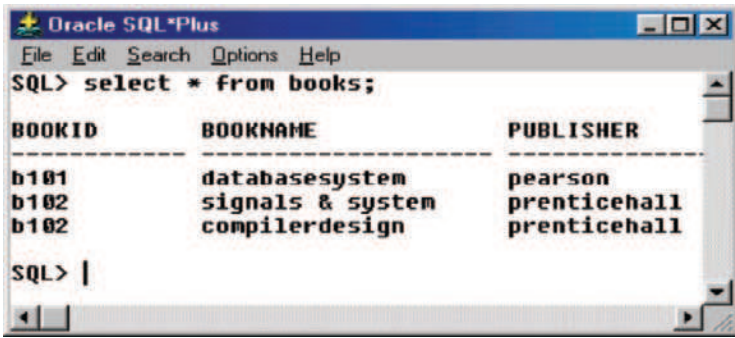 Oracle SQL*Plus
File Edit Search Options Help
SQL> select * from books;
BOOKID BOOKNAME PUBLISHER
--------------- ------------------------- -----------------
b101 databasesystem pearson
b102 signals & system prenticehall
b102 compilerdesign prenticehall
SQL>